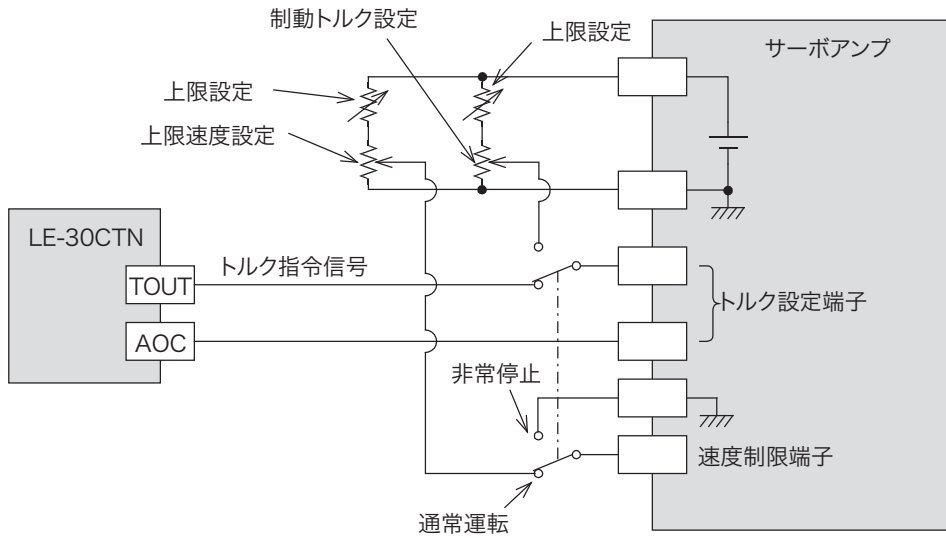 制動トルク設定
上限設定
サーボアンプ
上限設定
上限速度設定
LE-30CTN
トルク指令信号
TOUT
トルク設定端子
AOC
非常停止
速度制限端子
通常運転